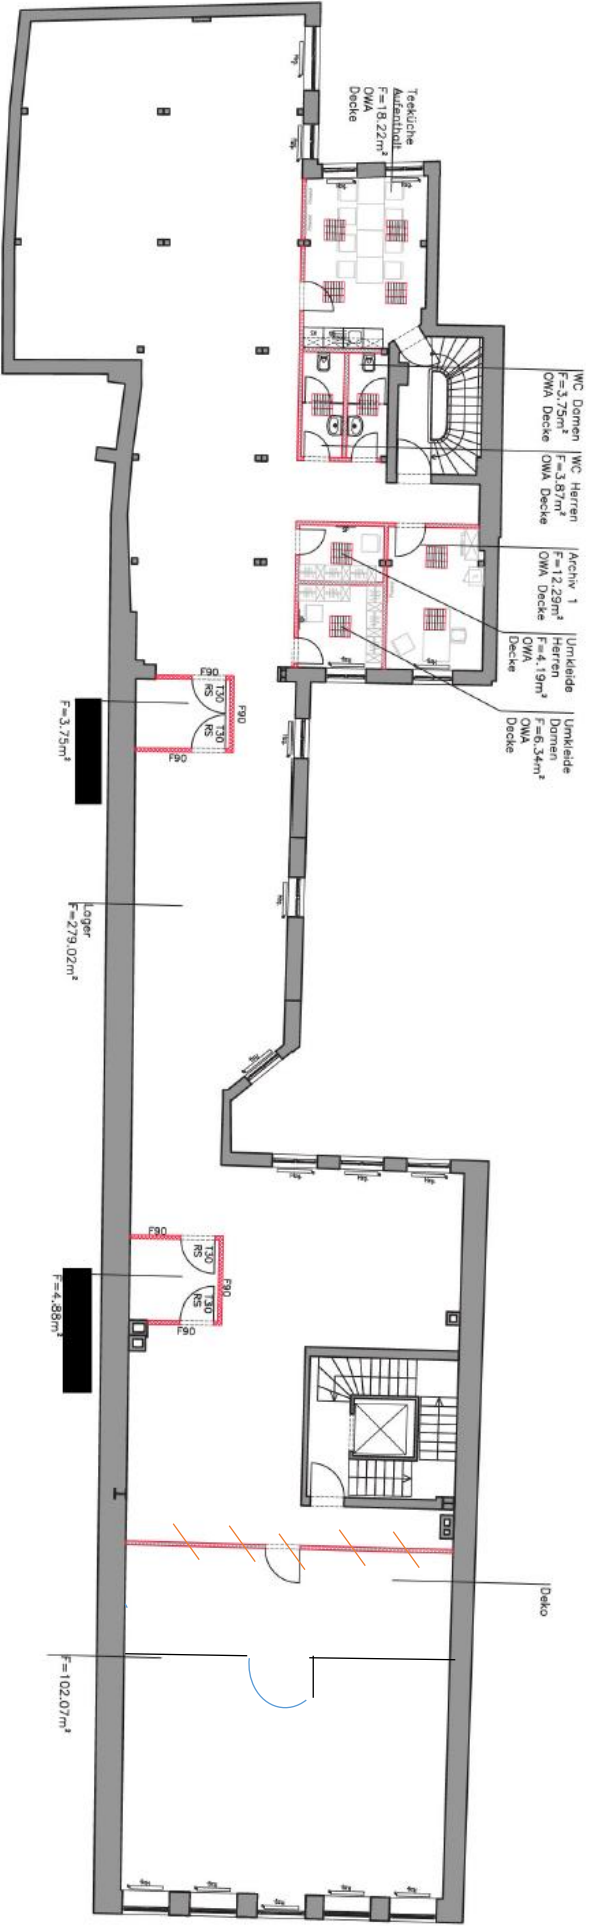 Teeküche
Aufenthalt
F=18.22m²
OWA
Decke
WC Damen
F=3.75m²
OWA Decke
WC Herren
F=3.87m²
OWA Decke
Archiv 1
F=12.29m²
OWA Decke
Umkleide
Herren
F=4.19m²
OWA
Decke
Umkleide
Damen
F=6.34m²
OWA
Decke
F90
T30
RS
T30
RS
F90
F90
F=3.75m²
Lager
F=279.02m²
F90
T30
RS
T30
RS
F90
F90
F=4.88m²
Deko
F=102.07m²